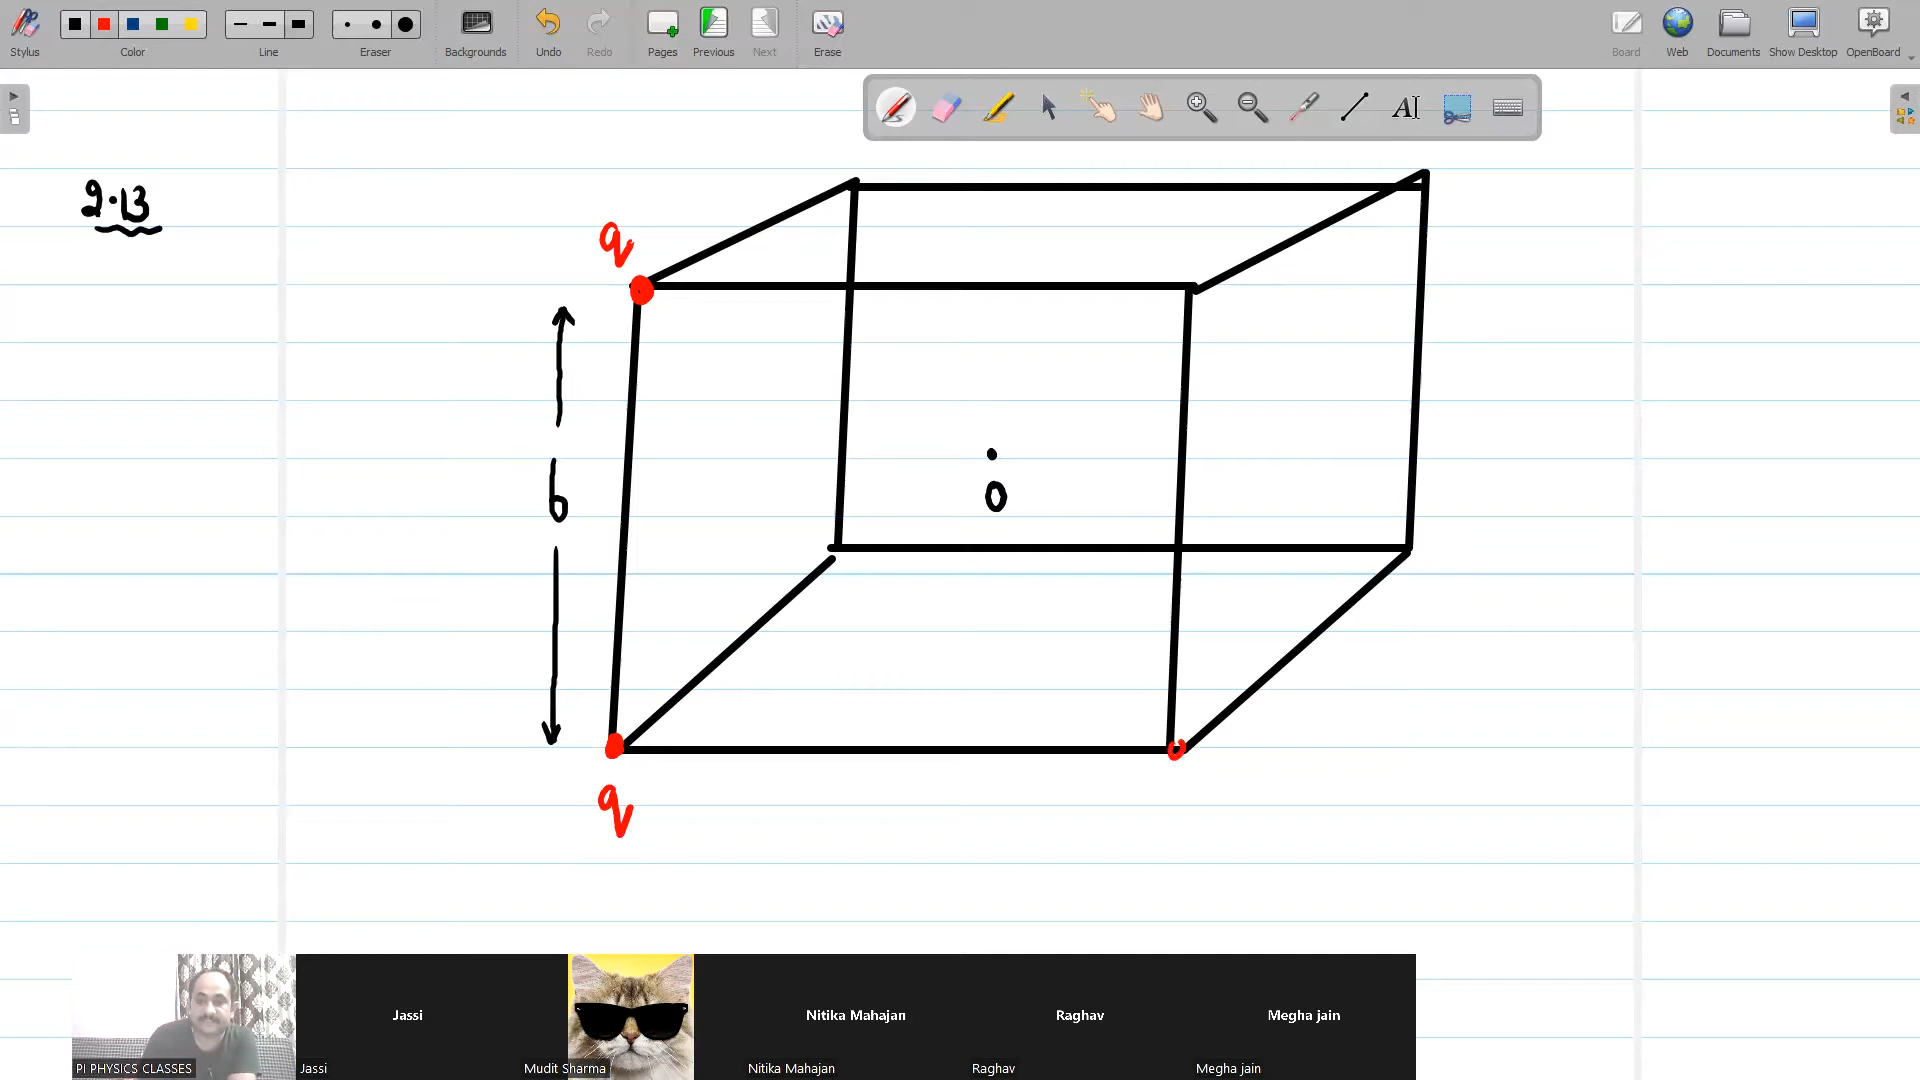 Stylus
Color
Line
Eraser
Backgrounds
Undo
Redo
Pages
Previous
Next
Erase
Board
Web
Documents
Show Desktop
OpenBoard
AI
2.13
q
b
O
q
Jassi
Nitika Mahajan
Raghav
Megha jain
PI PHYSICS CLASSES
Jassi
Mudit Sharma
Nitika Mahajan
Raghav
Megha jain